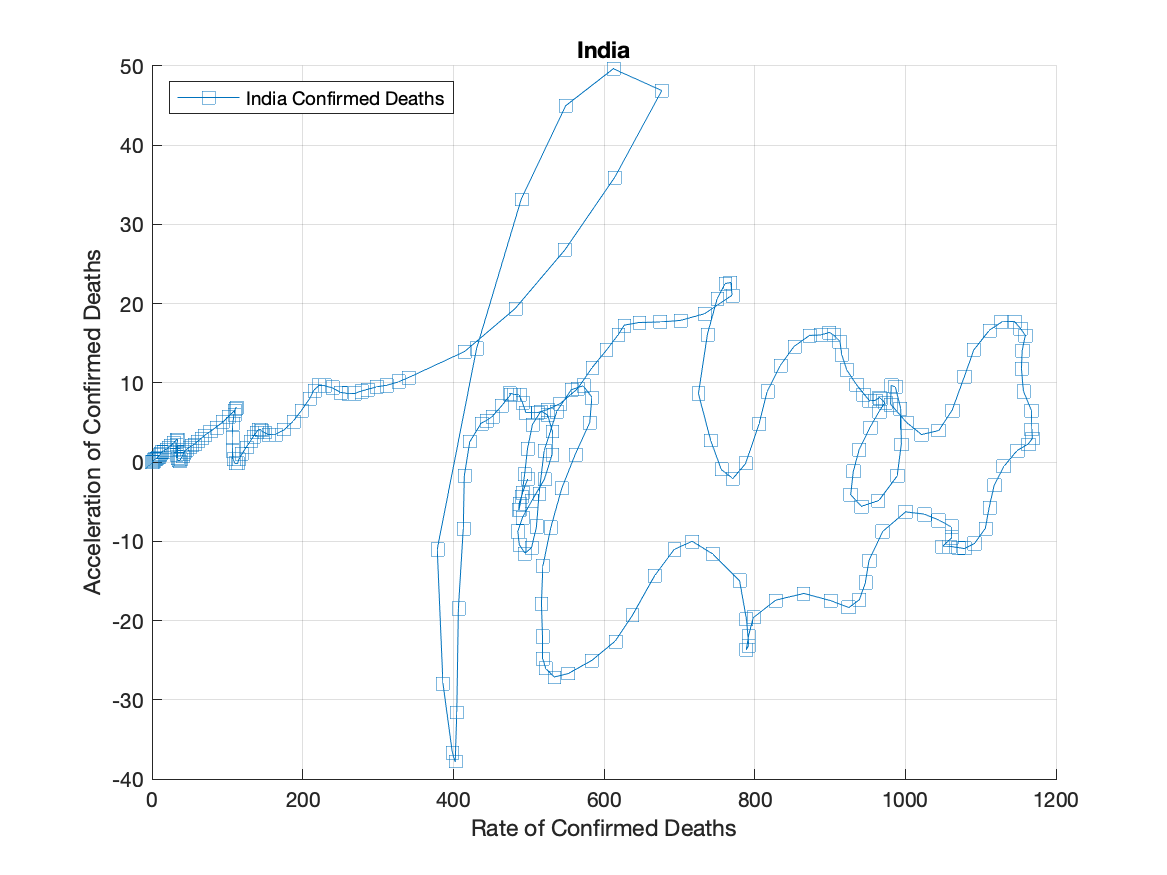 India
India Confirmed Deaths
50
40
30
20
10
0
-10
-20
-30
-40
Acceleration of Confirmed Deaths
0 200 400 600 800 1000 1200
Rate of Confirmed Deaths